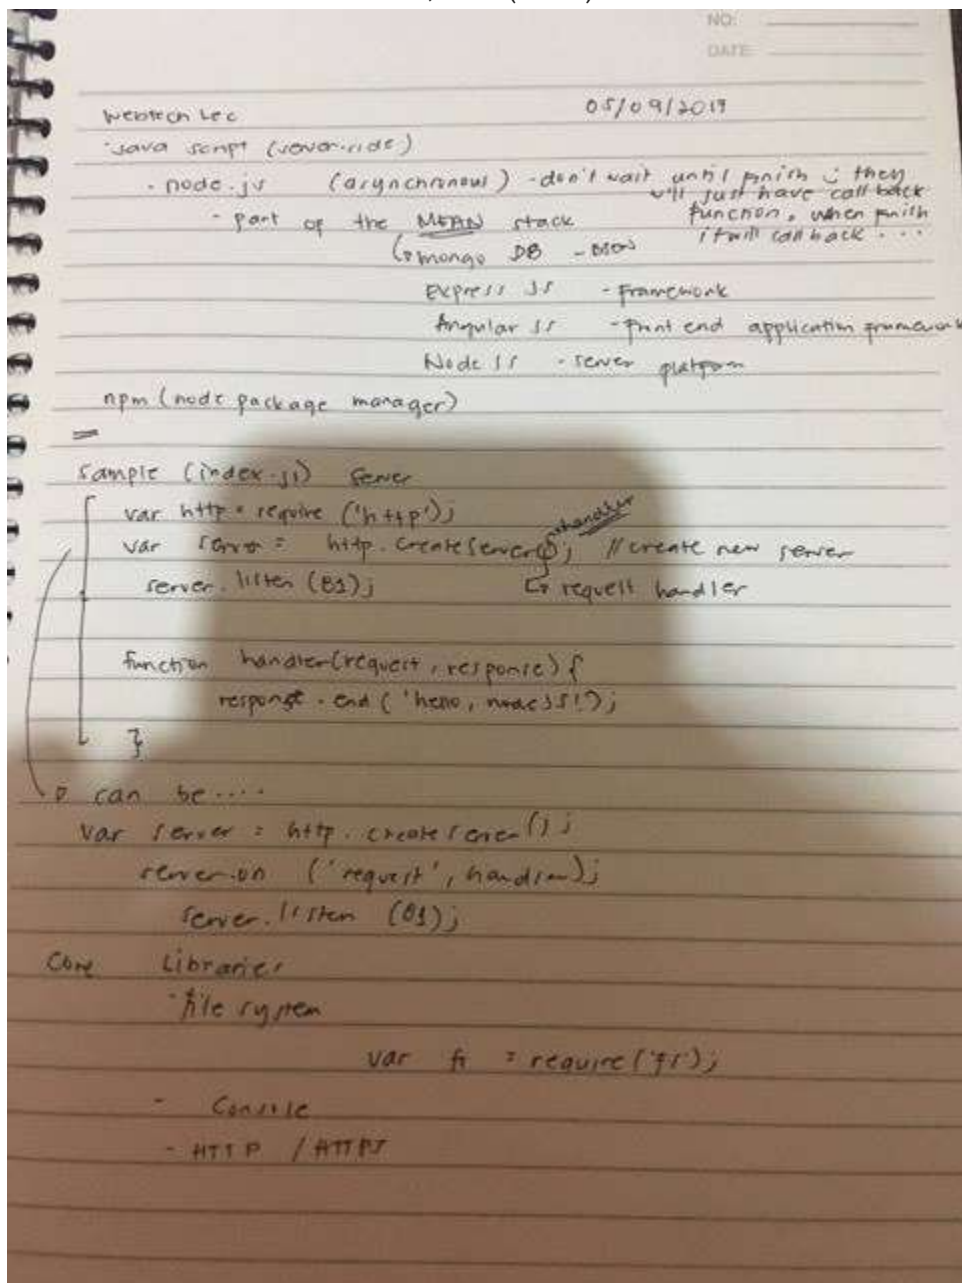 NO:
DATE:
Webtech Lec 05/09/2019
Java script (server-side)
- node.js (asynchronous) - don't wait until finish ; they
will just have call back
- part of the MEAN stack function, when finish
it will call back ...
mongo DB - BSON
Express JS - Framework
Angular JS - front end application framework
Node JS - server platform
npm (node package manager)
sample (index.js) server
var http = require ('http');
handler
var server = http.createServer(); // create new server
server.listen (81); request handler
function handler(request, response) {
response.end ('hello, nodeJS!');
}
can be ....
var server = http.createServer();
server.on ('request', handler);
server.listen (81);
Core Libraries
- file system
var fs = require('fs');
- Console
- HTTP / HTTPS